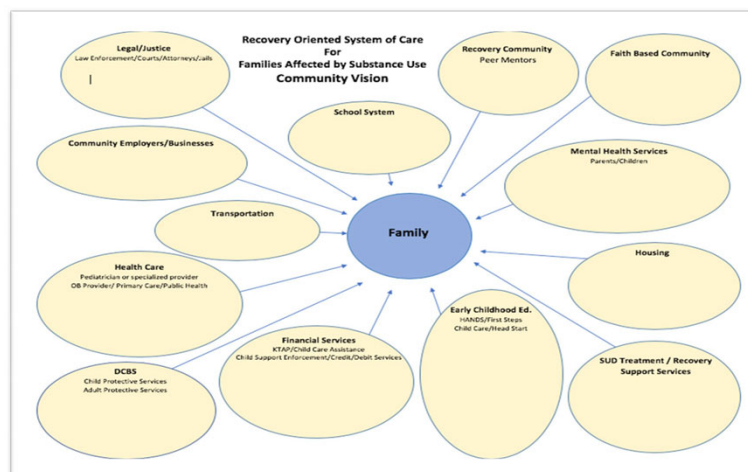 Recovery Oriented System of Care
For
Families Affected by Substance Use
Community Vision
Legal/Justice
Law Enforcement/Courts/Attorneys/Jails
Recovery Community
Peer Mentors
Faith Based Community
School System
Community Employers/Businesses
Mental Health Services
Parents/Children
Transportation
Family
Health Care
Pediatrician or specialized provider
OB Provider/ Primary Care/Public Health
Housing
Early Childhood Ed.
HANDS/First Steps
Child Care/Head Start
Financial Services
KTAP/Child Care Assistance
Child Support Enforcement/Credit/Debit Services
SUD Treatment / Recovery
Support Services
DCBS
Child Protective Services
Adult Protective Services